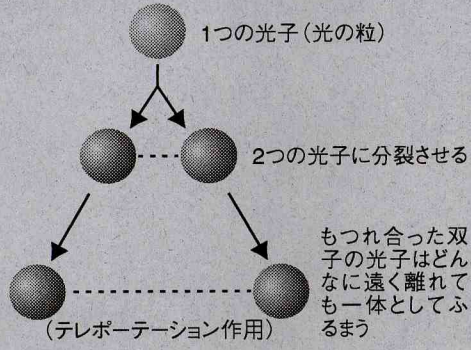 1つの光子(光の粒)
2つの光子に分裂させる
もつれ合った双
子の光子はどん
なに遠く離れて
も一体としてふ
るまう
(テレポーテーション作用)